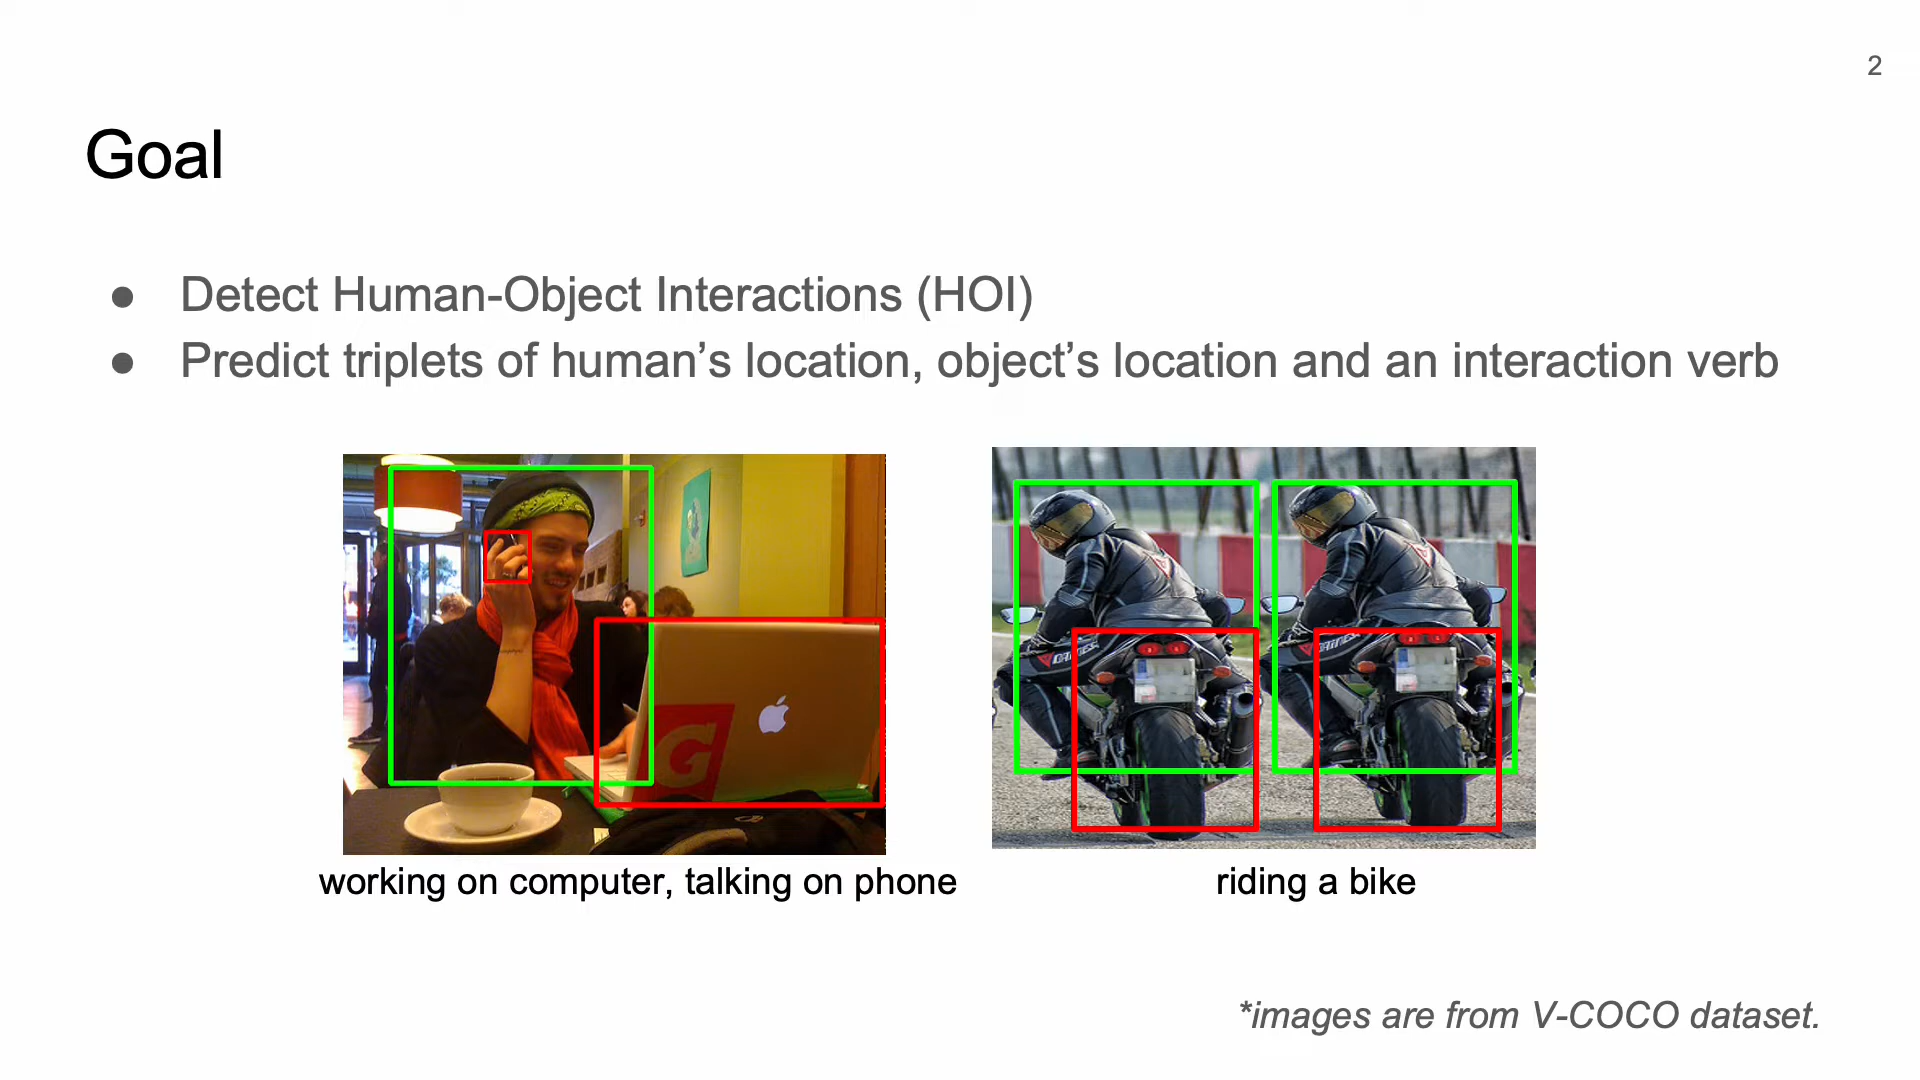 2
Goal
● Detect Human-Object Interactions (HOI)
● Predict triplets of human’s location, object’s location and an interaction verb
G
working on computer, talking on phone
riding a bike
*images are from V-COCO dataset.